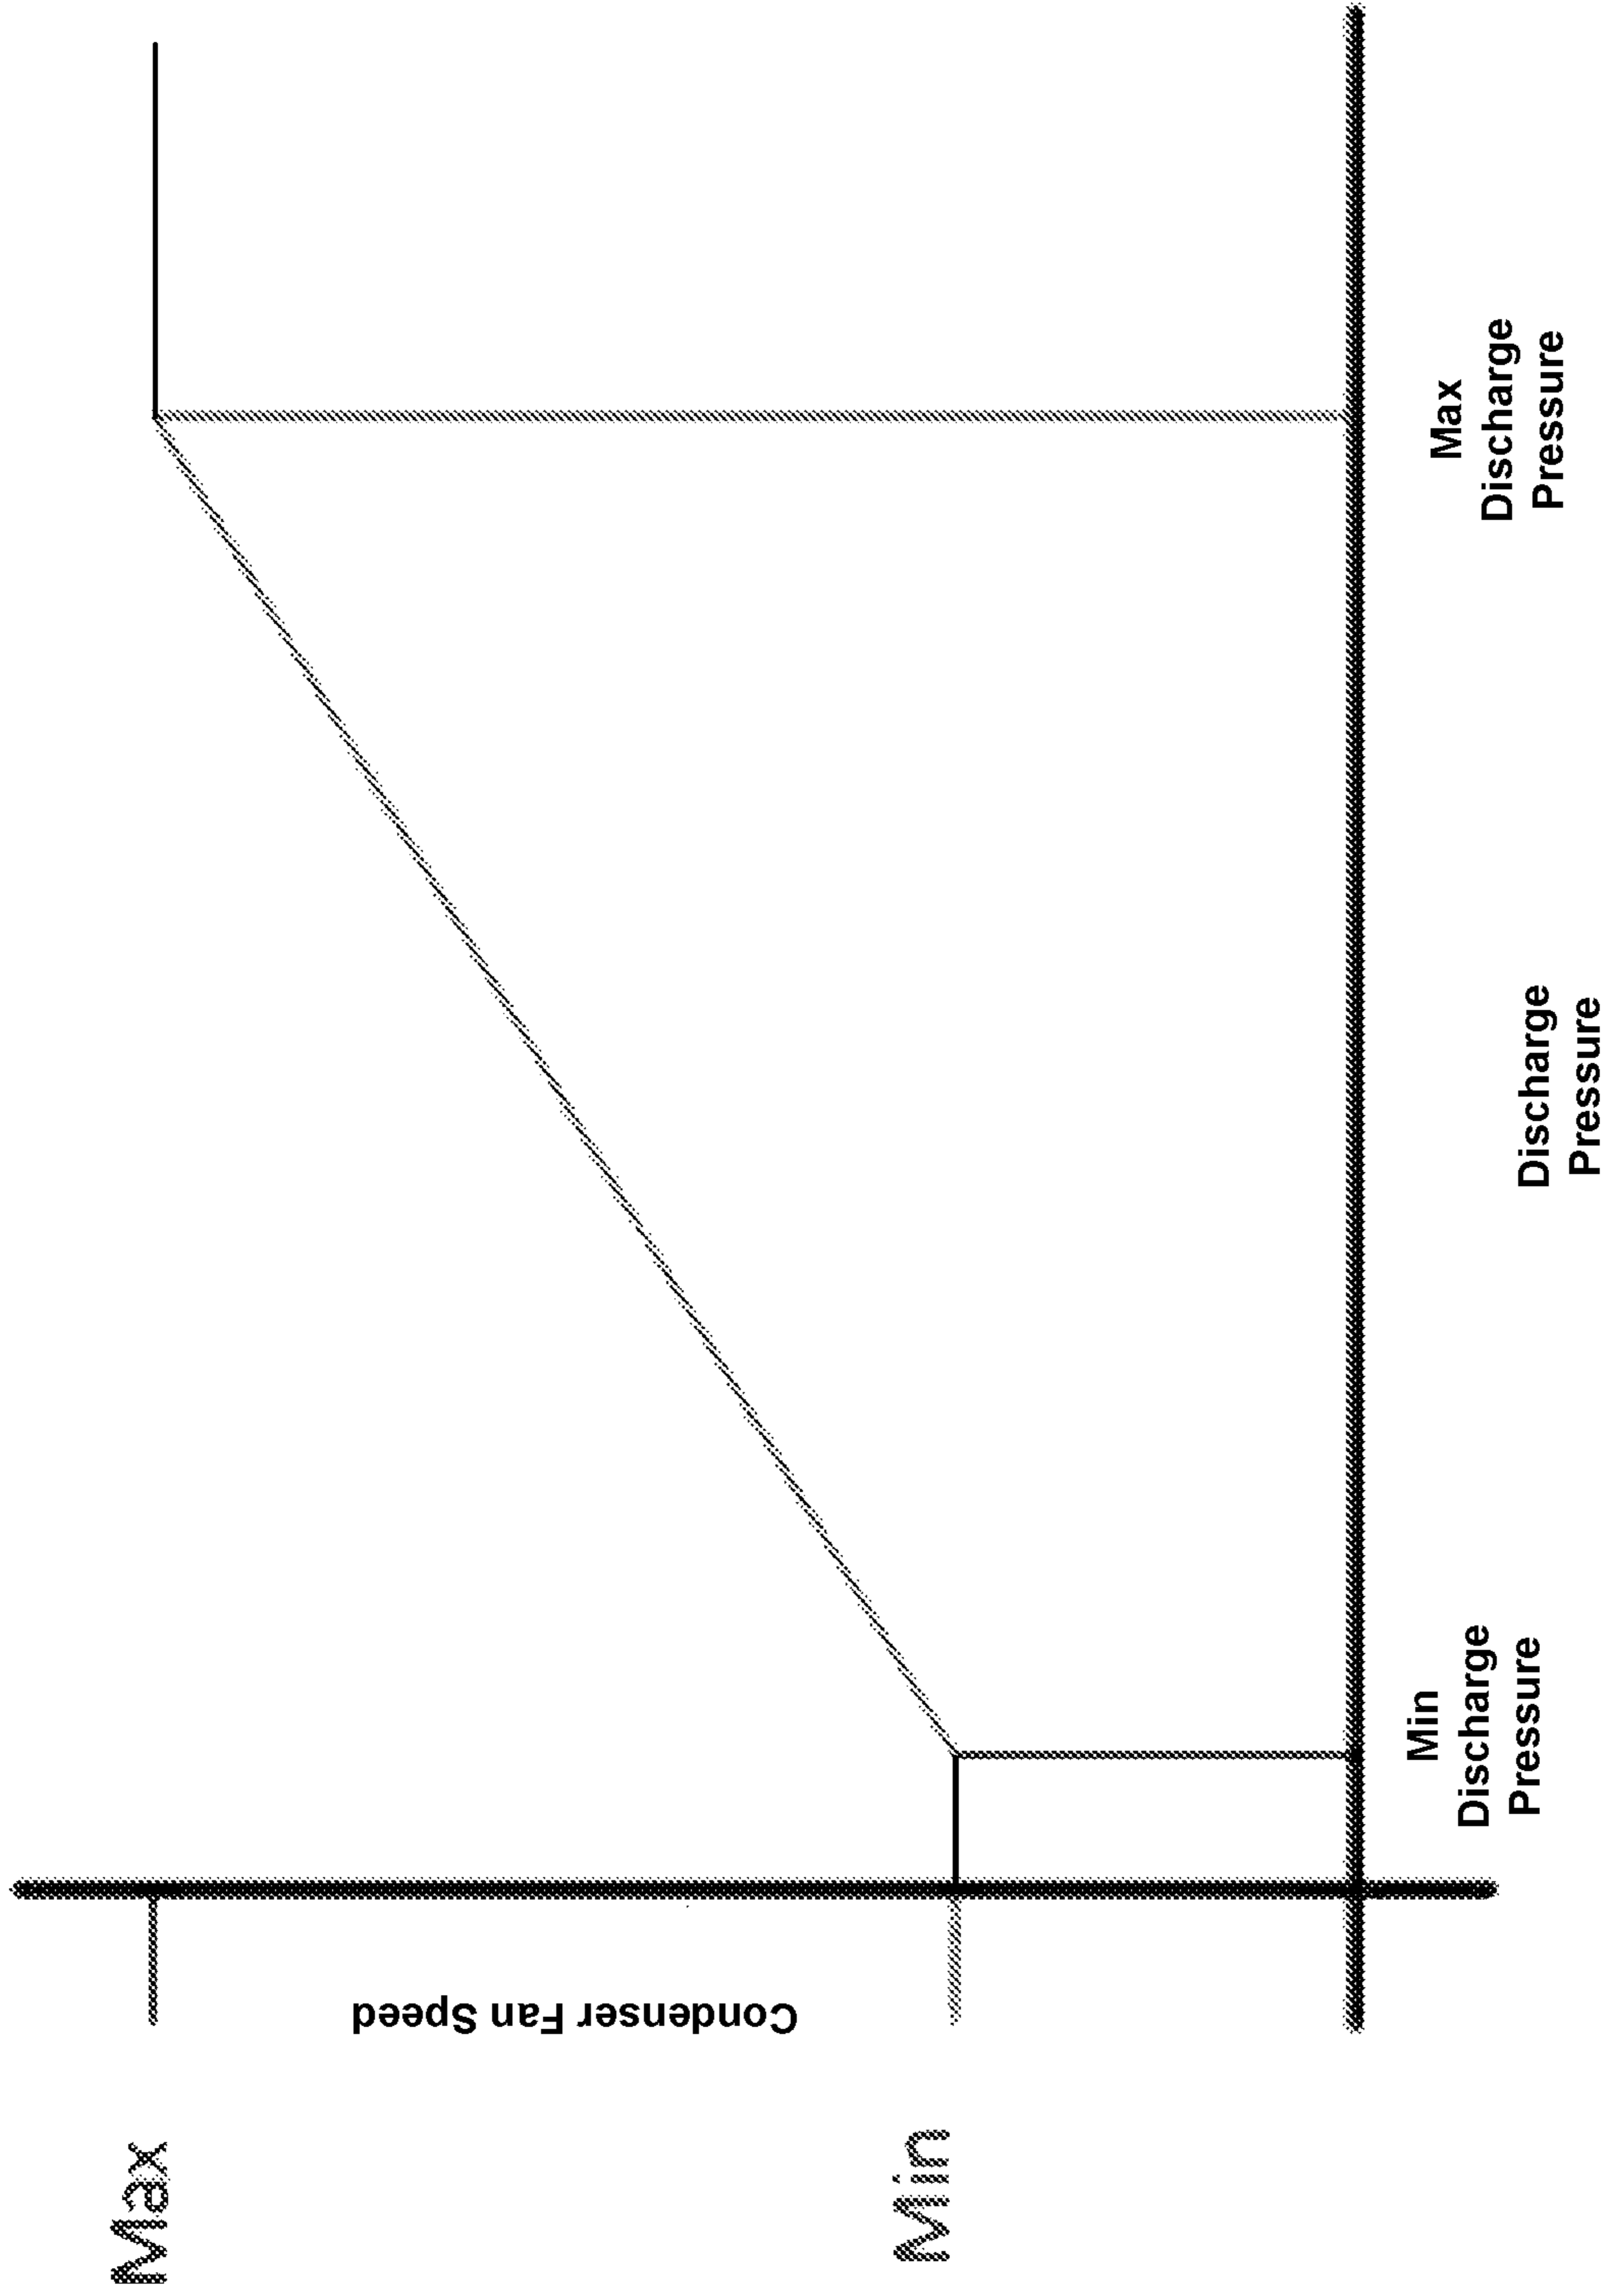 Max
Condenser Fan Speed
Min
Min
Discharge
Pressure
Discharge
Pressure
Max
Discharge
Pressure